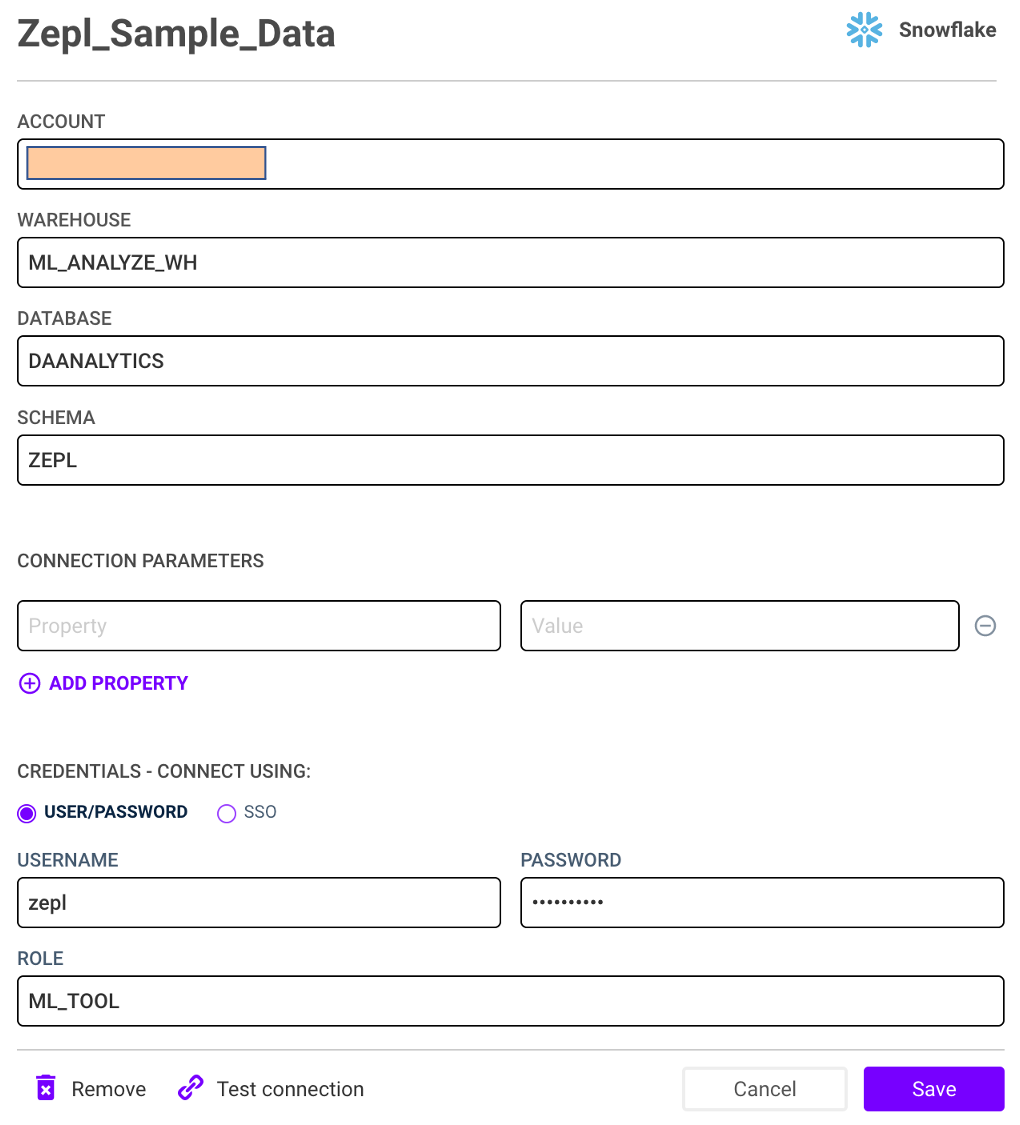 Zepl_Sample_Data
Snowflake
ACCOUNT
WAREHOUSE
ML_ANALYZE_WH
DATABASE
DAANALYTICS
SCHEMA
ZEPL
CONNECTION PARAMETERS
Property Value
ADD PROPERTY
CREDENTIALS - CONNECT USING:
USER/PASSWORD SSO
USERNAME PASSWORD
zepl ••••••••••
ROLE
ML_TOOL
Remove Test connection Cancel Save